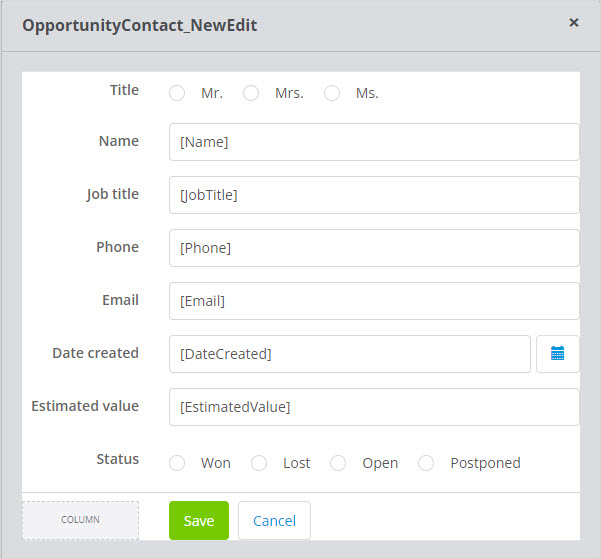 OpportunityContact_NewEdit ×
Title Mr. Mrs. Ms.
Name [Name]
Job title [JobTitle]
Phone [Phone]
Email [Email]
Date created [DateCreated]
Estimated value [EstimatedValue]
Status Won Lost Open Postponed
COLUMN Save Cancel